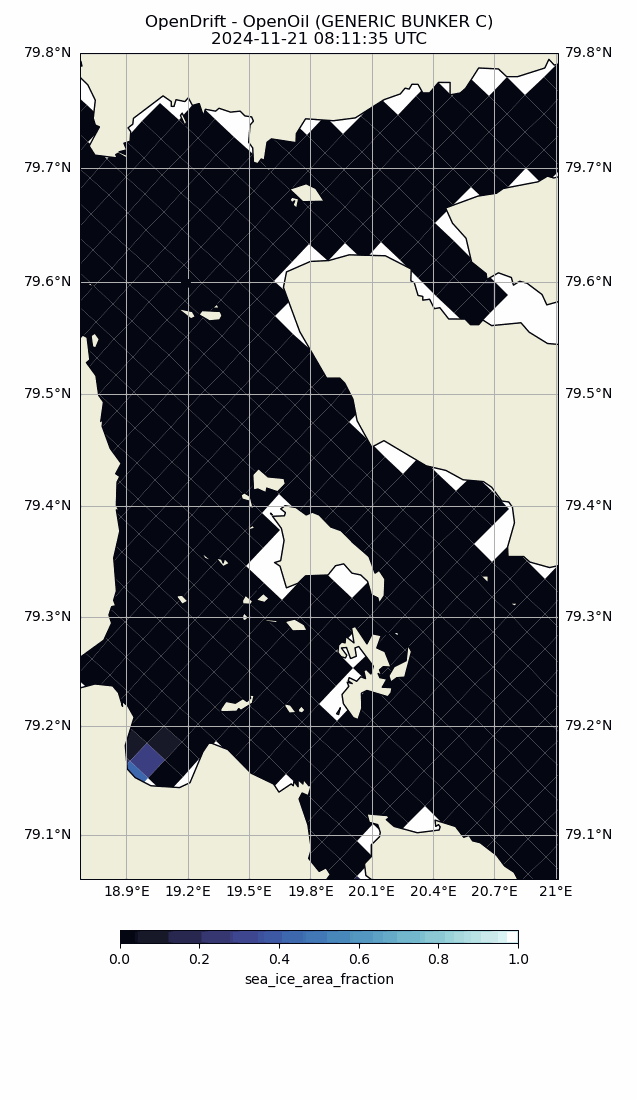 OpenDrift - OpenOil (GENERIC BUNKER C)
2024-11-21 08:11:35 UTC
79.8°N 79.8°N
79.7°N 79.7°N
79.6°N 79.6°N
79.5°N 79.5°N
79.4°N 79.4°N
79.3°N 79.3°N
79.2°N 79.2°N
79.1°N 79.1°N
18.9°E 19.2°E 19.5°E 19.8°E 20.1°E 20.4°E 20.7°E 21°E
0.0 0.2 0.4 0.6 0.8 1.0
sea_ice_area_fraction